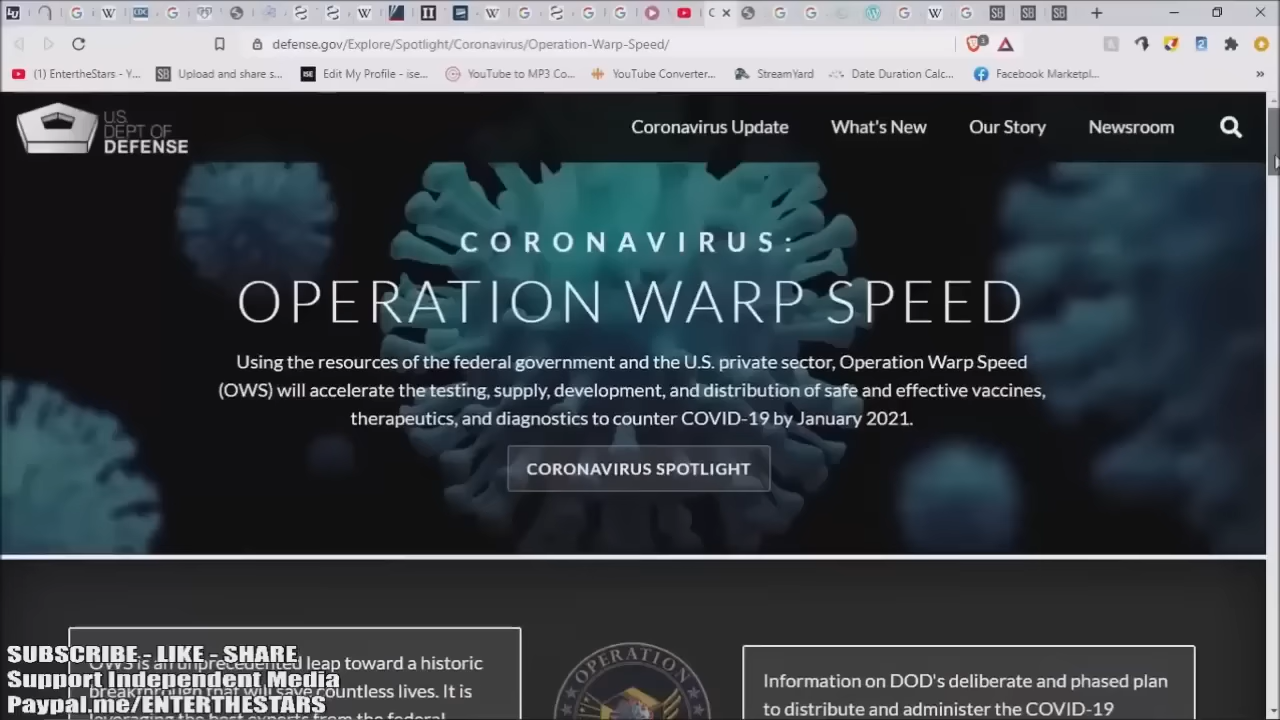 defense.gov/Explore/Spotlight/Coronavirus/Operation-Warp-Speed/
(1) EntertheStars - Y...
Upload and share s...
Edit My Profile - ise...
YouTube to MP3 Co...
YouTube Converter...
StreamYard
Date Duration Calc...
Facebook Marketpl...
»
U.S.
DEPT OF
DEFENSE
Coronavirus Update
What's New
Our Story
Newsroom
CORONAVIRUS:
OPERATION WARP SPEED
Using the resources of the federal government and the U.S. private sector, Operation Warp Speed
(OWS) will accelerate the testing, supply, development, and distribution of safe and effective vaccines,
therapeutics, and diagnostics to counter COVID-19 by January 2021.
CORONAVIRUS SPOTLIGHT
OWS is an unprecedented leap toward a historic
breakthrough that will save countless lives. It is
leveraging the best experts from the federal
OPERATION
Information on DOD's deliberate and phased plan
to distribute and administer the COVID-19
SUBSCRIBE - LIKE - SHARE
Support Independent Media
Paypal.me/ENTERTHESTARS